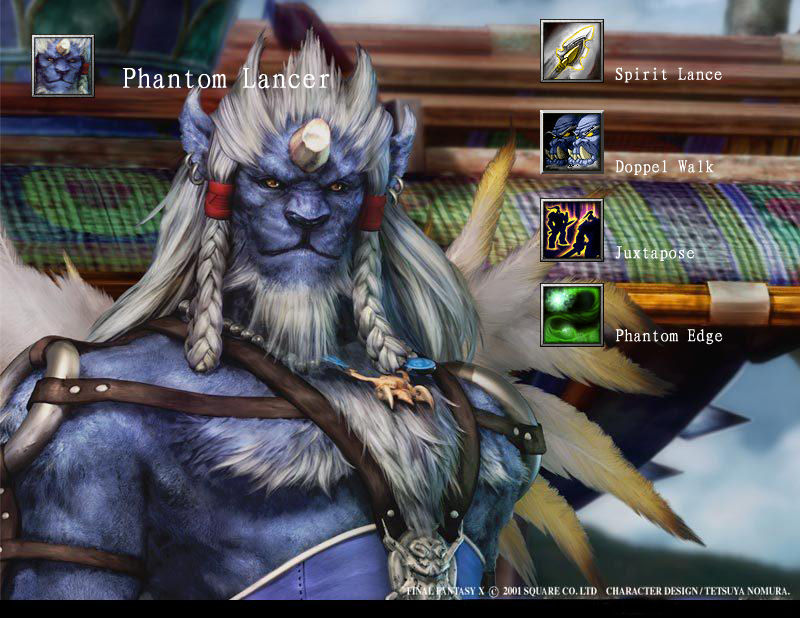 Phantom Lancer
Spirit Lance
Doppel Walk
Juxtapose
Phantom Edge
FINAL FANTASY X © 2001 SQUARE CO. LTD CHARACTER DESIGN / TETSUYA NOMURA.